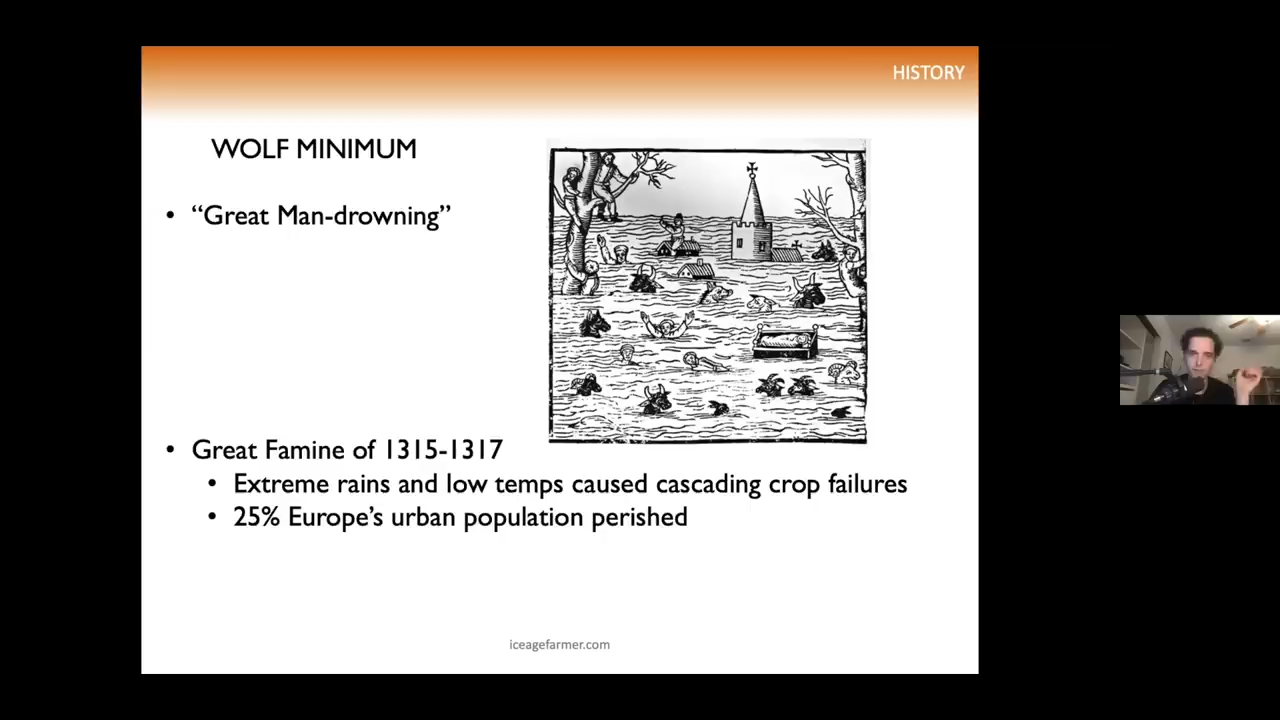 HISTORY
WOLF MINIMUM
• “Great Man-drowning”
• Great Famine of 1315-1317
• Extreme rains and low temps caused cascading crop failures
• 25% Europe’s urban population perished
iceagefarmer.com